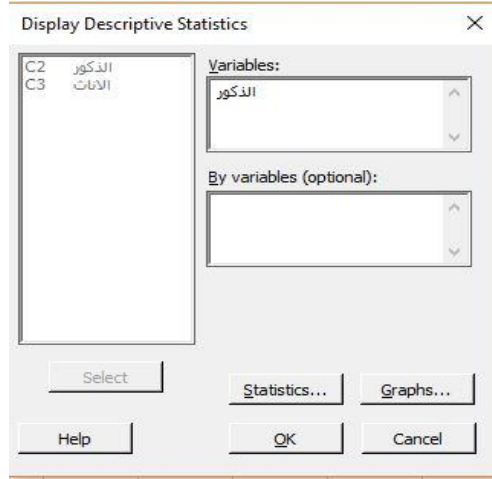 Display Descriptive Statistics
C2 الذكور
C3 الاناث
Variables:
الذكور
By variables (optional):
Select
Statistics...
Graphs...
Help
OK
Cancel